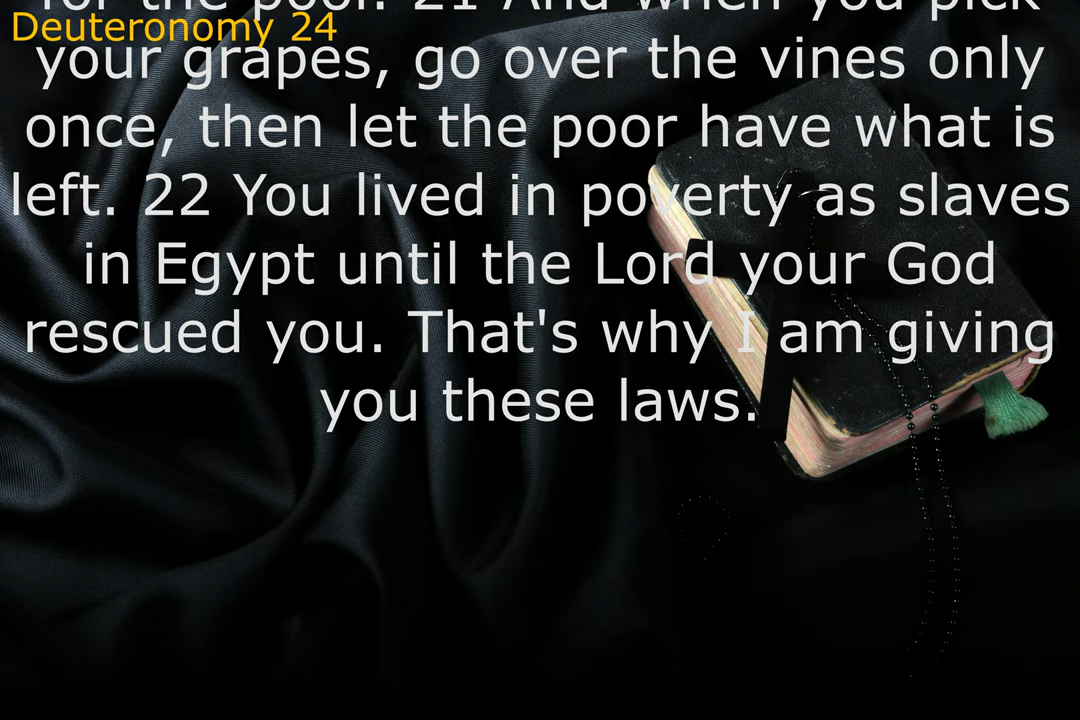 for the poor. 21 And when you pick
Deuteronomy 24
your grapes, go over the vines only
once, then let the poor have what is
left. 22 You lived in poverty as slaves
in Egypt until the Lord your God
rescued you. That's why I am giving
you these laws.